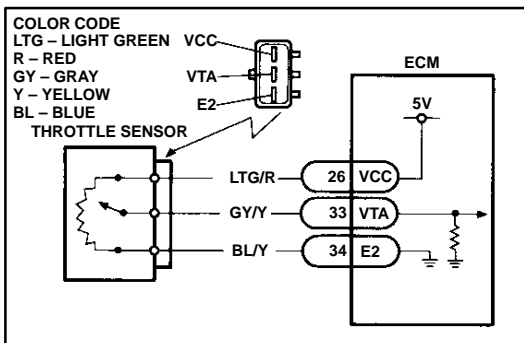 COLOR CODE
LTG – LIGHT GREEN
R – RED
GY – GRAY
Y – YELLOW
BL – BLUE
THROTTLE SENSOR
VCC
VTA
E2
ECM
5V
LTG/R
26 VCC
GY/Y
33 VTA
BL/Y
34 E2